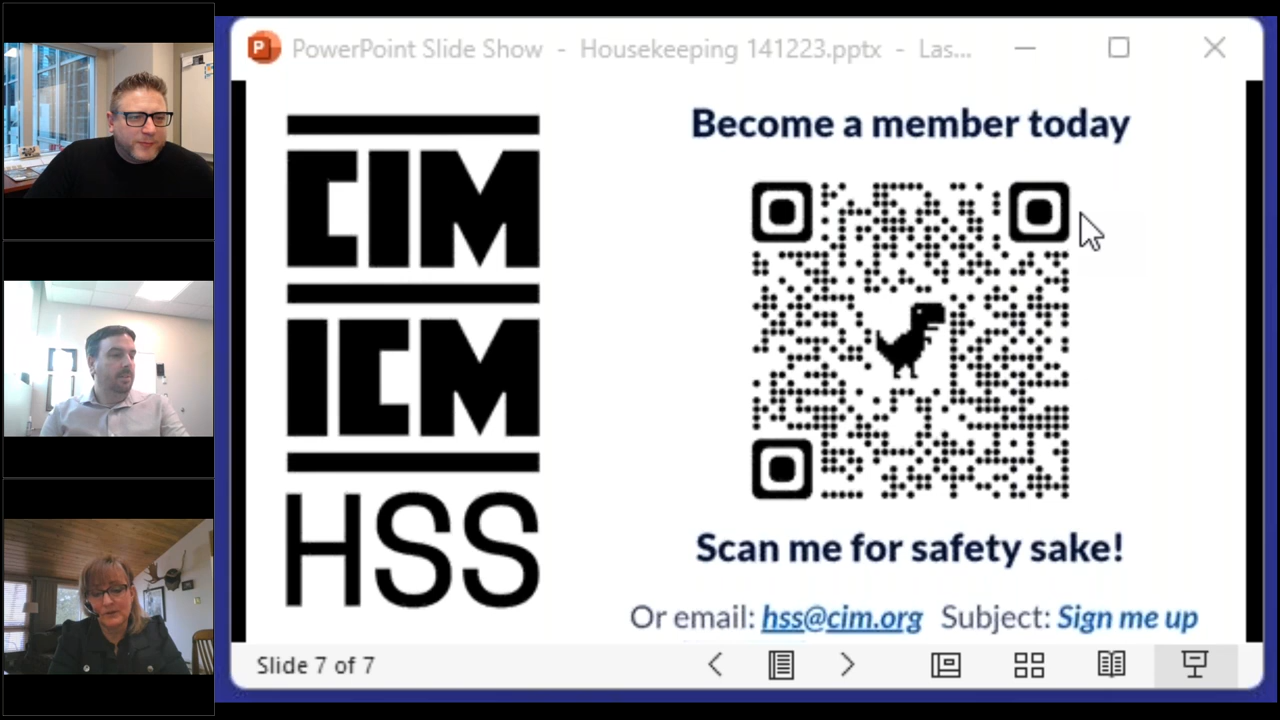 PowerPoint Slide Show - Housekeeping 141223.pptx - Las...
CIM
ICM
HSS
Become a member today
Scan me for safety sake!
Or email: hss@cim.org Subject: Sign me up
Slide 7 of 7